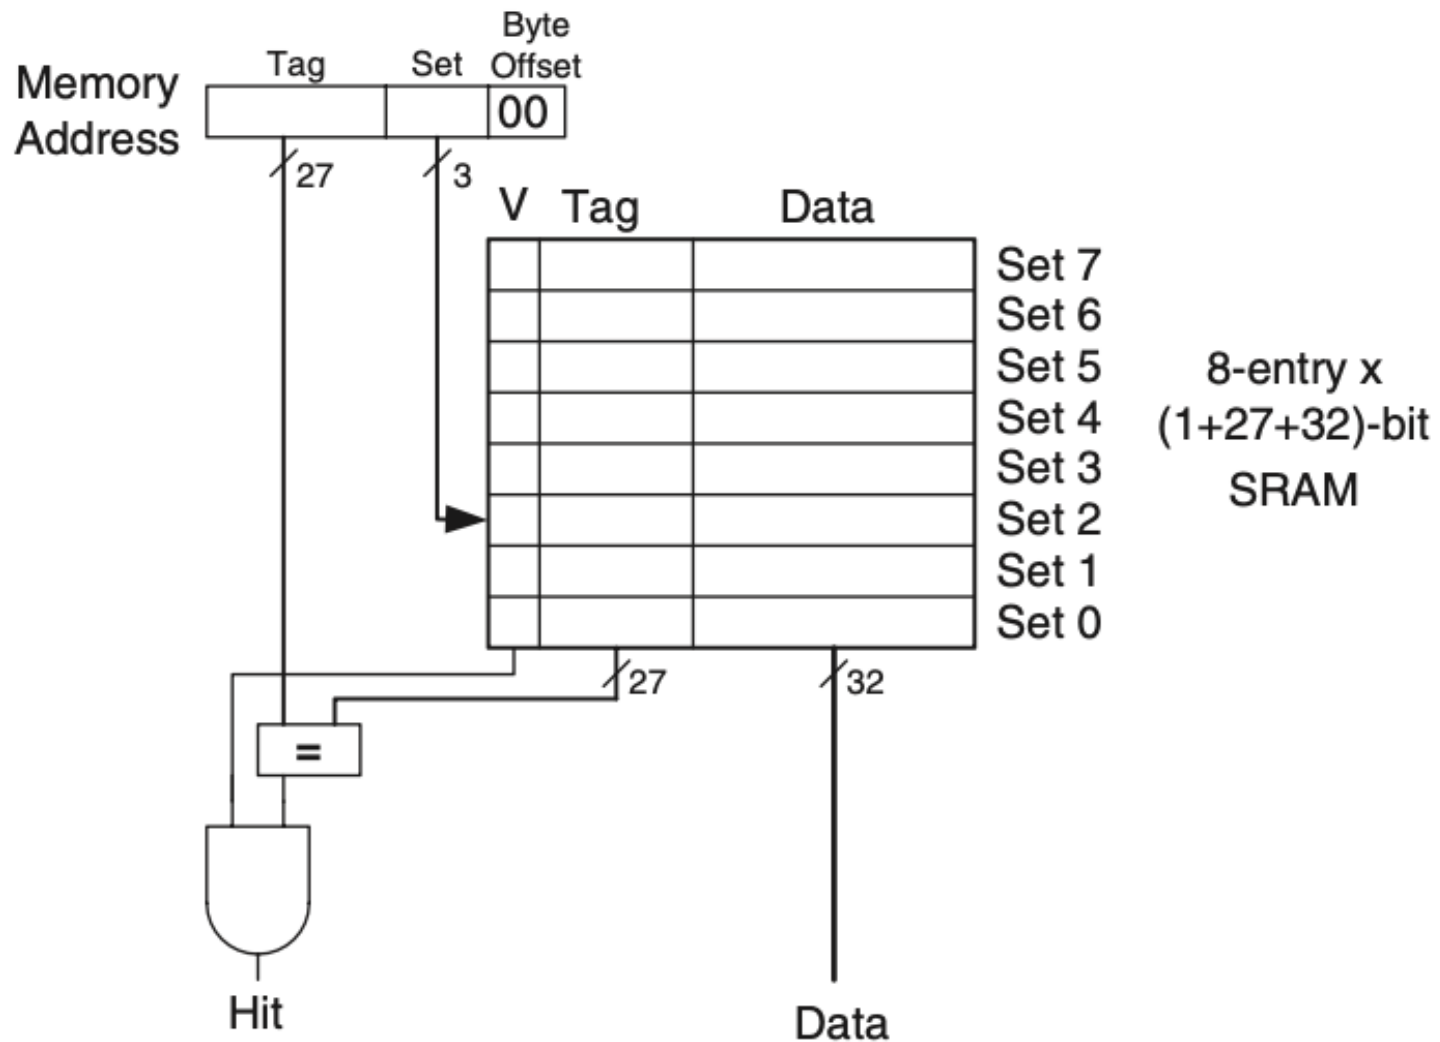 Byte
Tag Set Offset
Memory
Address
00
27 3
V Tag Data
Set 7
Set 6
Set 5
Set 4
Set 3
Set 2
Set 1
Set 0
8-entry x
(1+27+32)-bit
SRAM
27 32
=
Hit
Data